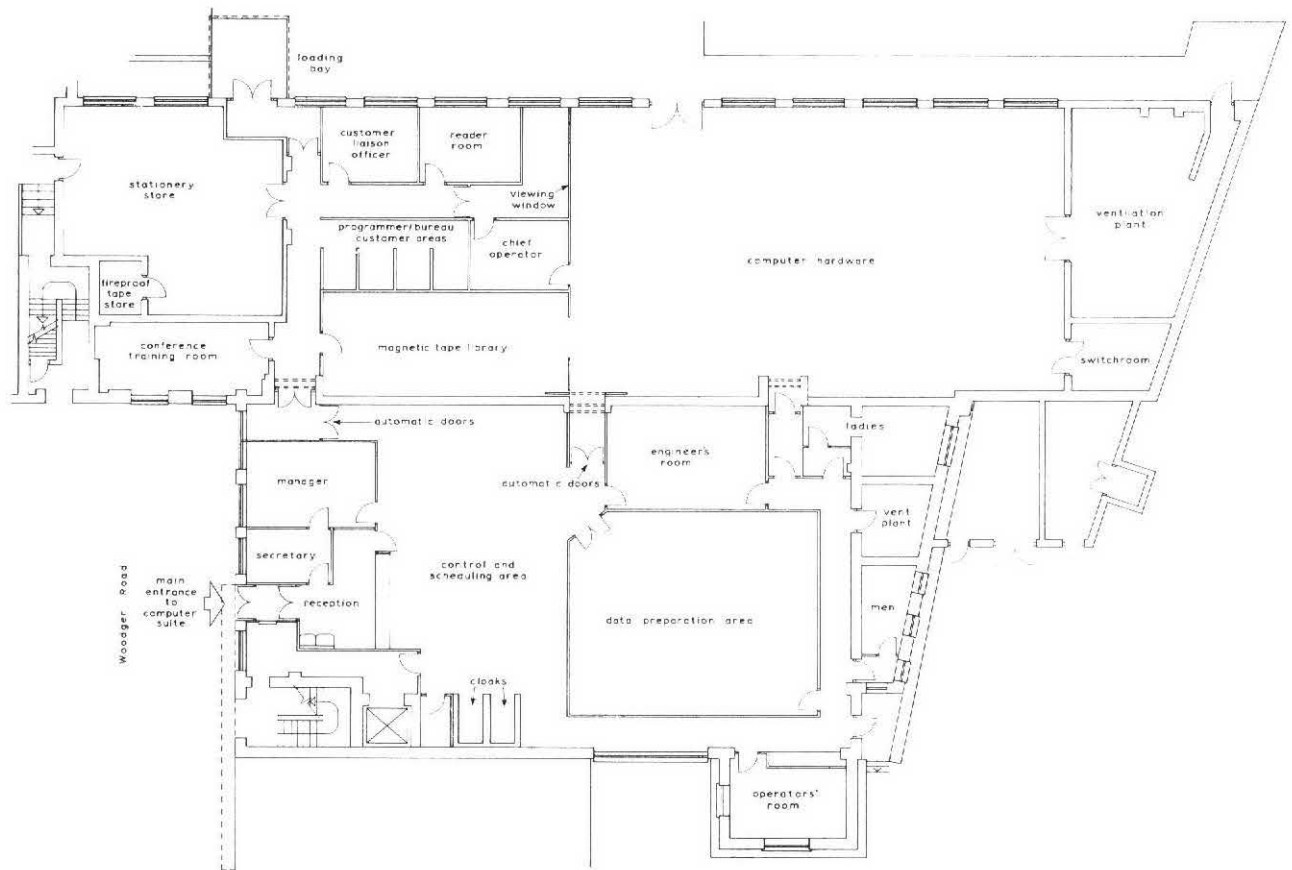 loading
bay
customer
liaison
officer
reader
room
stationery
store
viewing
window
ventilation
plant
programmer/bureau
customer areas
chief
operator
computer hardware
fireproof
tape
store
conference
training room
magnetic tape library
switchroom
automatic doors
ladies
engineer's
room
manager
automatic doors
vent
plant
secretary
control and
scheduling area
Woodger Road
main
entrance
to
computer
suite
reception
men
data preparation area
cloaks
operators'
room